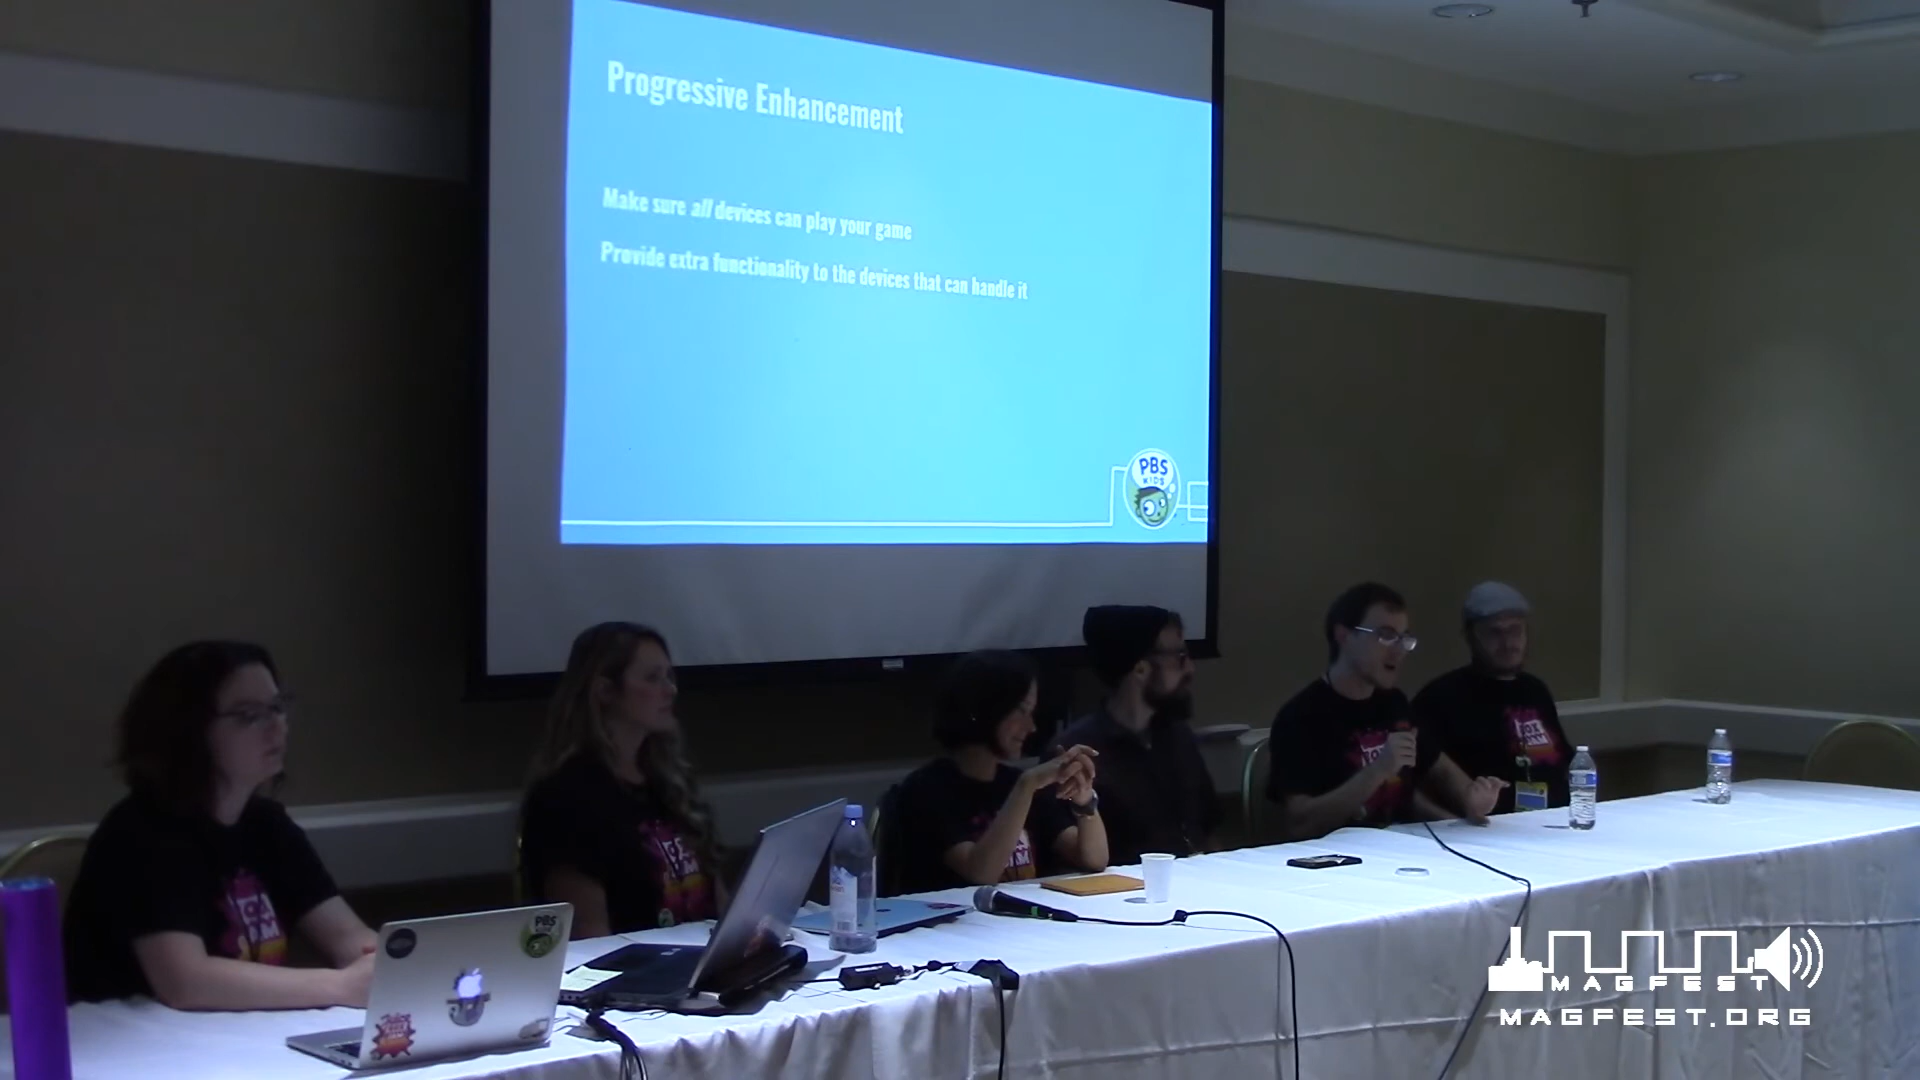 Progressive Enhancement
Make sure all devices can play your game
Provide extra functionality to the devices that can handle it
PBS
KIDS
PBS
MAGFEST
MAGFEST.ORG